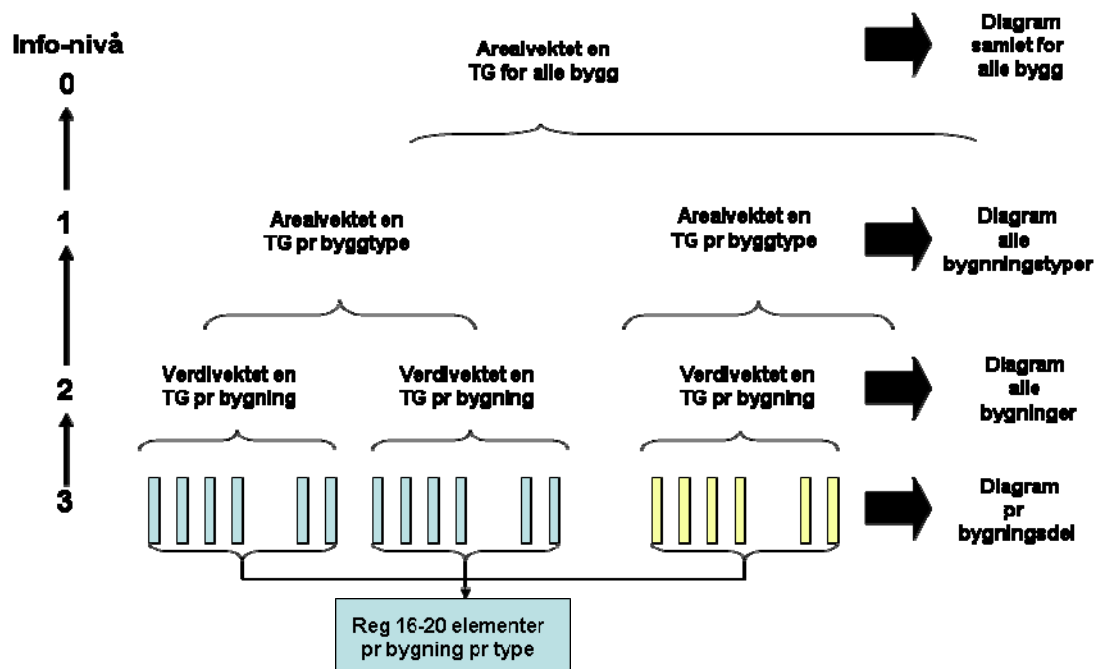 Info-nivå
0
Arealvektet en
TG for alle bygg
Diagram
samlet for
alle bygg
1
Arealvektet en
TG pr byggtype
Arealvektet en
TG pr byggtype
Diagram
alle
bygnningstyper
2
Verdivektet en
TG pr bygning
Verdivektet en
TG pr bygning
Verdivektet en
TG pr bygning
Diagram
alle
bygninger
3
Diagram
pr
bygningsdel
Reg 16-20 elementer
pr bygning pr type